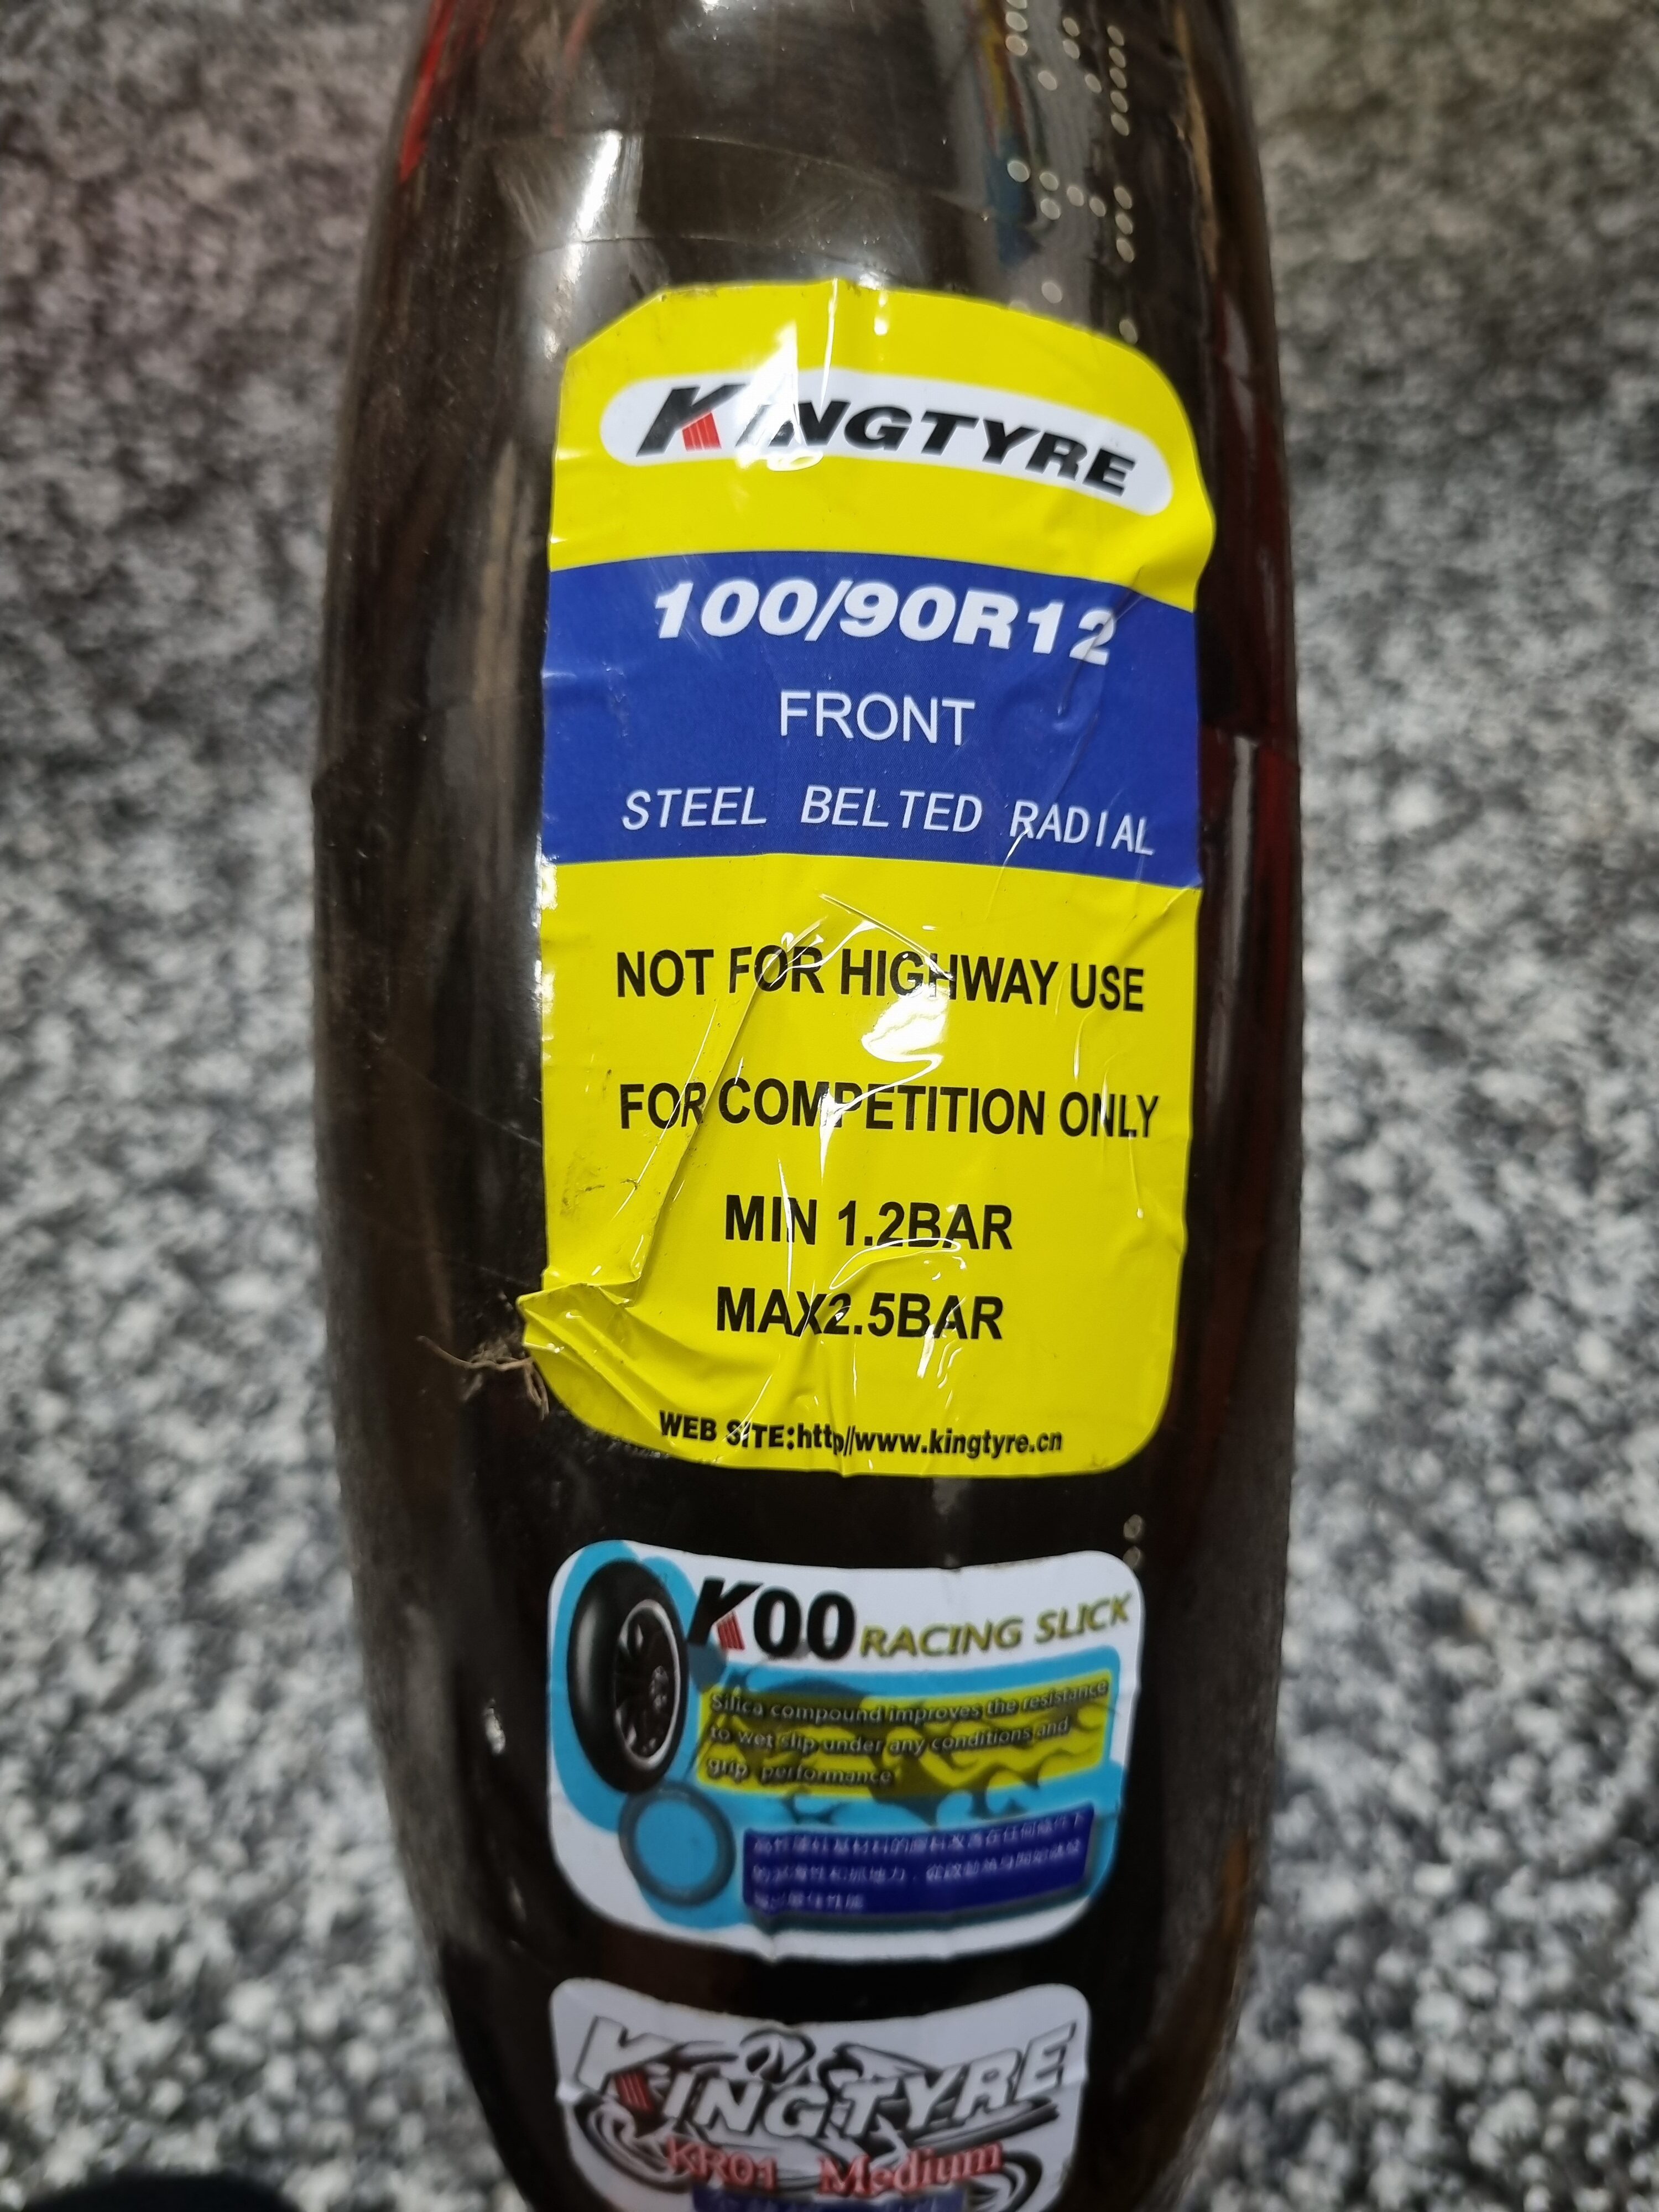 KINGTYRE
100/90R12
FRONT
STEEL BELTED RADIAL
NOT FOR HIGHWAY USE
FOR COMPETITION ONLY
MIN 1.2BAR
MAX2.5BAR
WEB SITE:http//www.kingtyre.cn
K00 RACING SLICK
Silica compound improves the resistance
to wet slip under any conditions and
grip performance
KINGTYRE
KR01 Medium